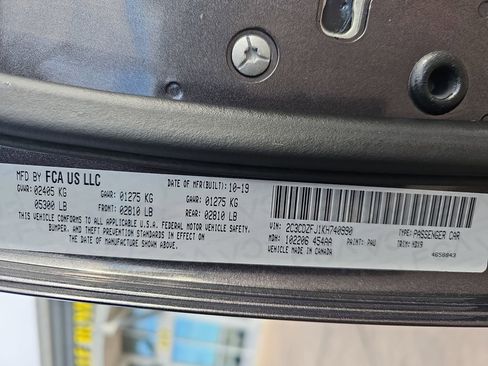 MFD BY FCA US LLC
DATE OF MFR(BUILT): 10-19
GVWR: 02405 KG
GAWR: 01275 KG
GAWR: 01275 KG
05300 LB
FRONT: 02810 LB
REAR: 02810 LB
THIS VEHICLE CONFORMS TO ALL APPLICABLE U.S.A. FEDERAL MOTOR VEHICLE SAFETY,
BUMPER, AND THEFT PREVENTION STANDARDS IN EFFECT
ON THE DATE OF MANUFACTURE SHOWN ABOVE.
VIN: 2C3CDZFJ1KH740990
TYPE: PASSENGER CAR
MDH: 102206 454AA
PAINT: PAU
TRIM: HDX9
VEHICLE MADE IN CANADA
4650843